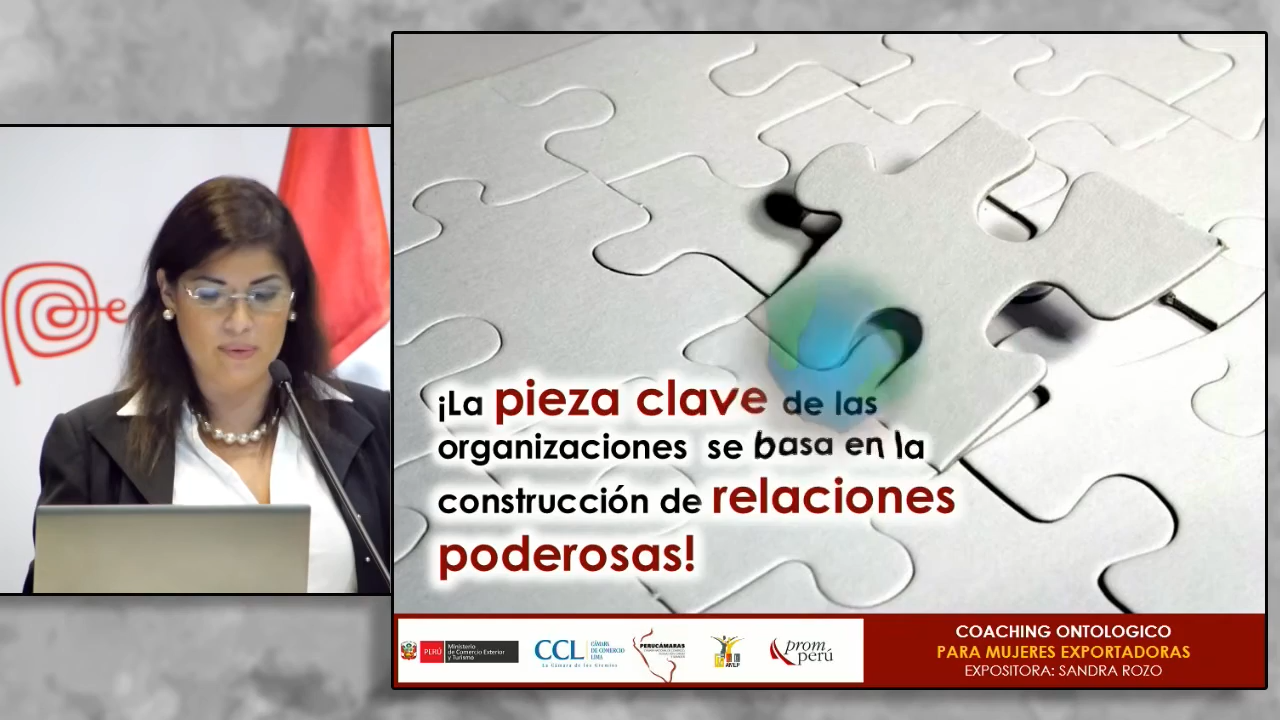 ¡La pieza clave de las
organizaciones se basa en la
construcción de relaciones
poderosas!
PERÚ
Ministerio
de Comercio Exterior
y Turismo
CCL
CÁMARA
DE COMERCIO
LIMA
La Cámara de los Gremios
PERUCÁMARAS
prom
perú
COACHING ONTOLOGICO
PARA MUJERES EXPORTADORAS
EXPOSITORA: SANDRA ROZO